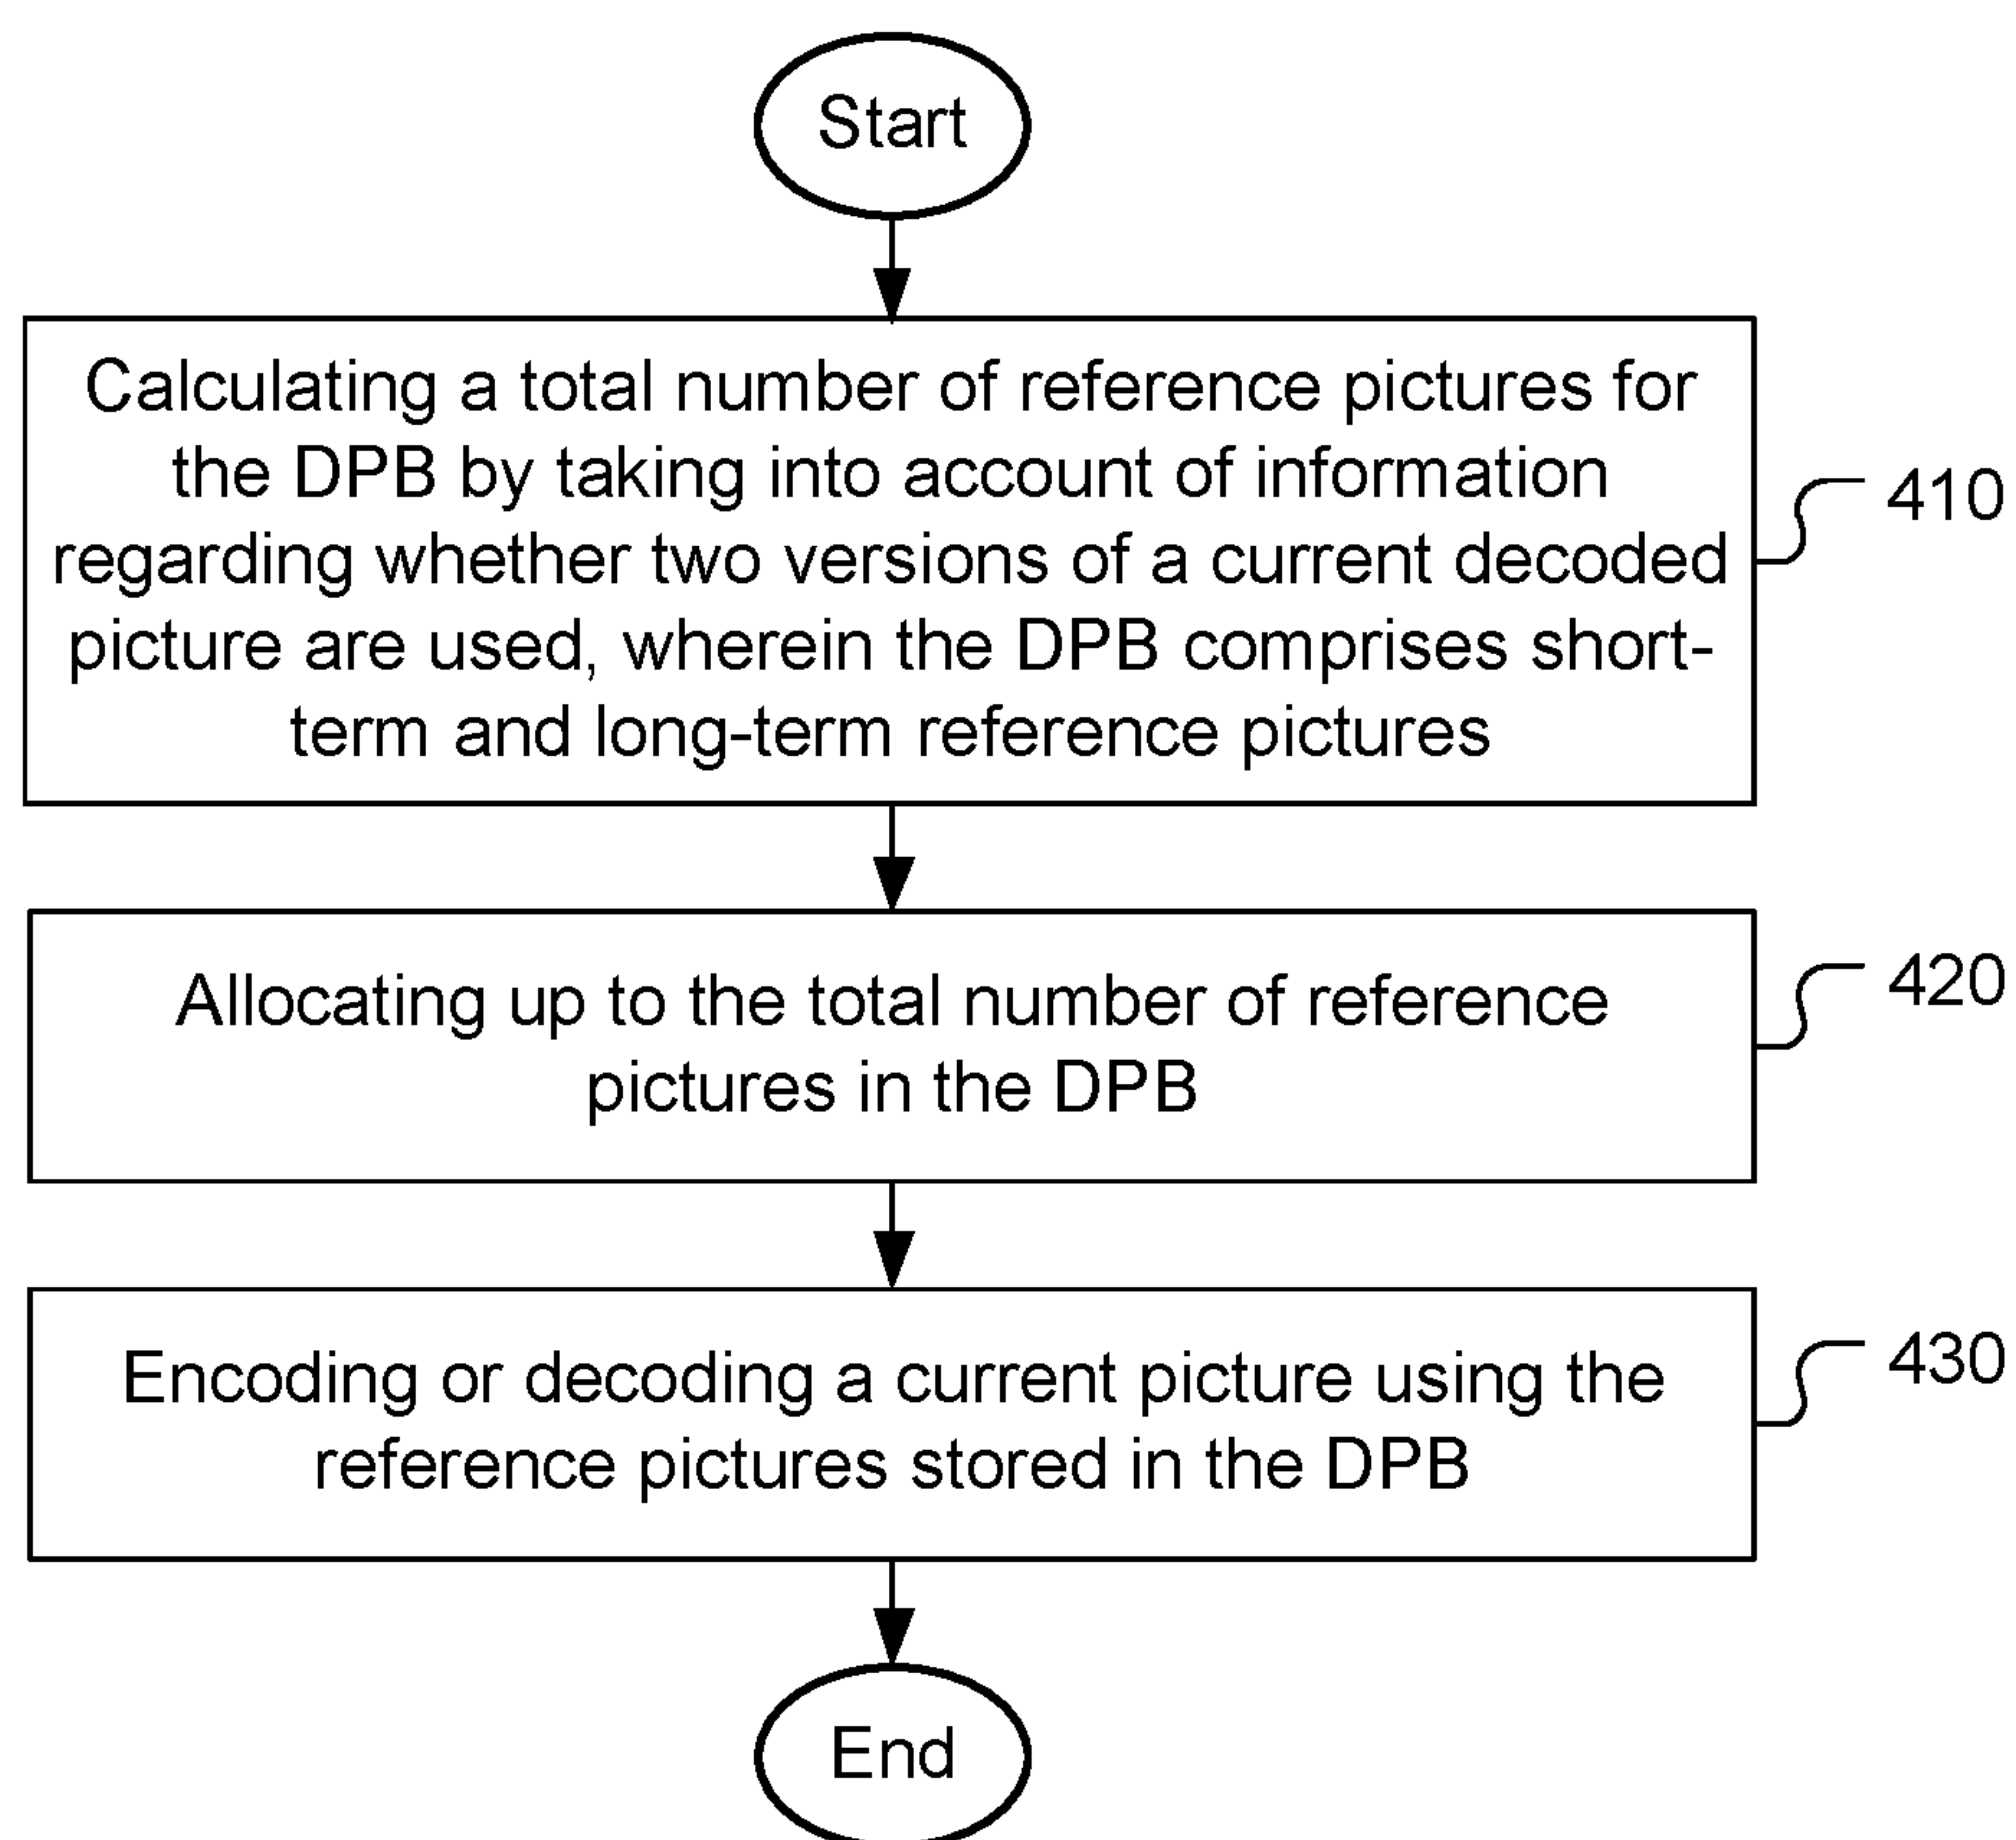 Start
Calculating a total number of reference pictures for
the DPB by taking into account of information
regarding whether two versions of a current decoded
picture are used, wherein the DPB comprises short-
term and long-term reference pictures
410
Allocating up to the total number of reference
pictures in the DPB
420
Encoding or decoding a current picture using the
reference pictures stored in the DPB
430
End